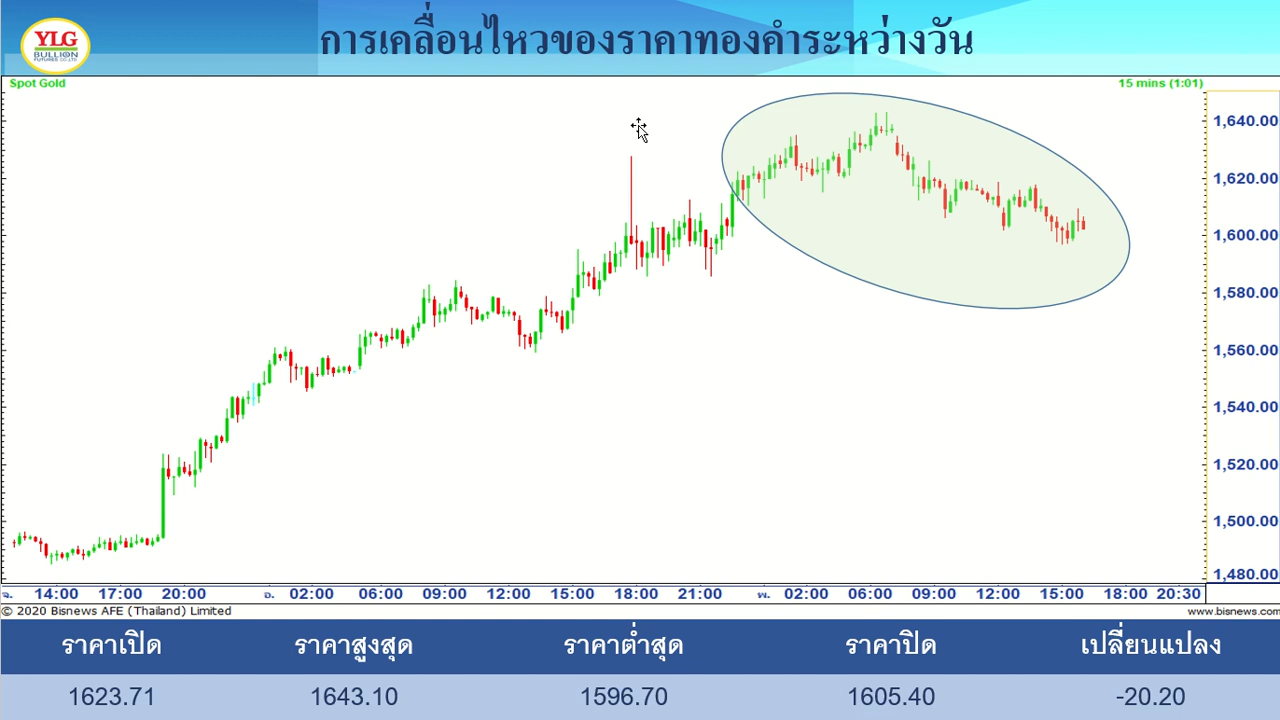 YLG
BULLION
FUTURES CO.,LTD
การเคลื่อนไหวของราคาทองคำระหว่างวัน
Spot Gold
15 mins (1:01)
1,640.00
1,620.00
1,600.00
1,580.00
1,560.00
1,540.00
1,520.00
1,500.00
1,480.00
จ. 14:00 17:00 20:00 อ. 02:00 06:00 09:00 12:00 15:00 18:00 21:00 พ. 02:00 06:00 09:00 12:00 15:00 18:00 20:30
© 2020 Bisnews AFE (Thailand) Limited
www.bisnews.com
ราคาเปิด ราคาสูงสุด ราคาต่ำสุด ราคาปิด เปลี่ยนแปลง
1623.71 1643.10 1596.70 1605.40 -20.20